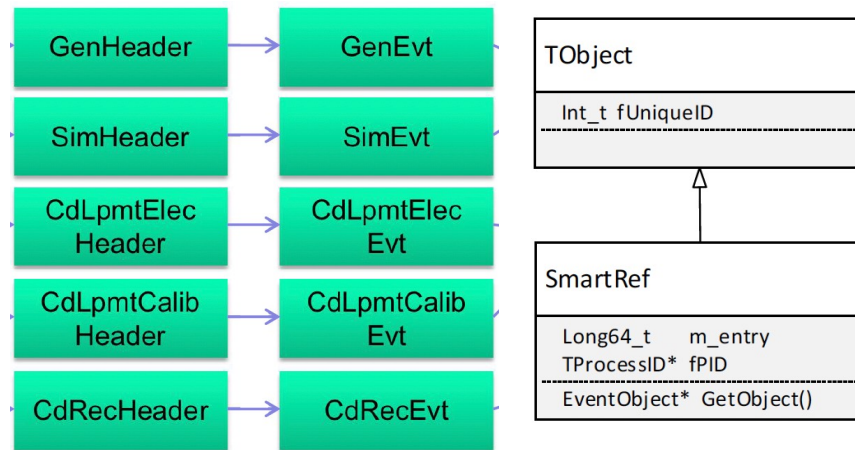 GenHeader
GenEvt
SimHeader
SimEvt
CdLpmtElec
Header
CdLpmtElec
Evt
CdLpmtCalib
Header
CdLpmtCalib
Evt
CdRecHeader
CdRecEvt
TObject
Int_t fUniqueID
SmartRef
Long64_t m_entry
TProcessID* fPID
EventObject* GetObject()